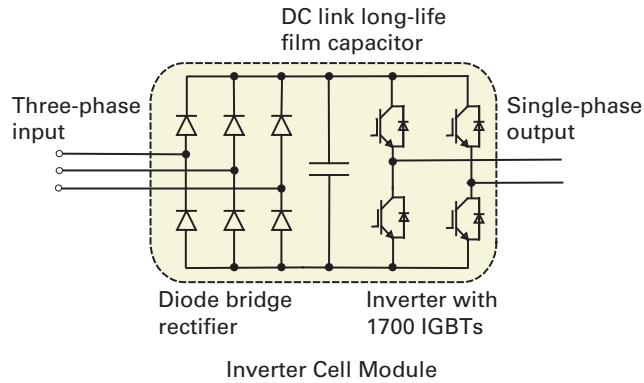 DC link long-life
film capacitor
Three-phase
input
Single-phase
output
Diode bridge
rectifier
Inverter with
1700 IGBTs
Inverter Cell Module